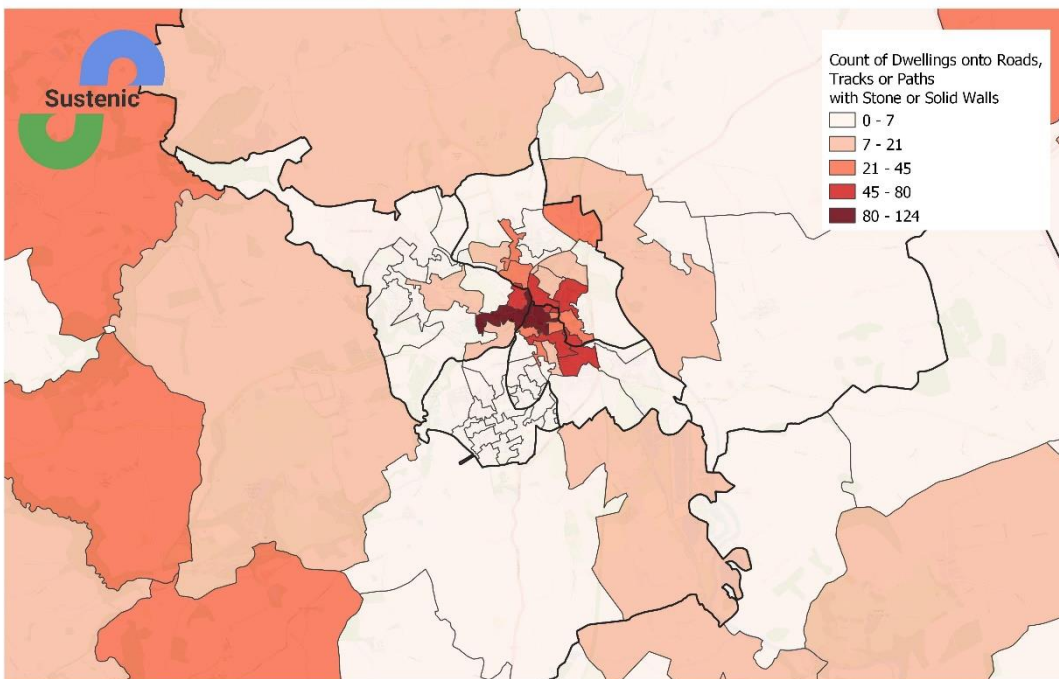 Sustenic
Count of Dwellings onto Roads,
Tracks or Paths
with Stone or Solid Walls
0 - 7
7 - 21
21 - 45
45 - 80
80 - 124